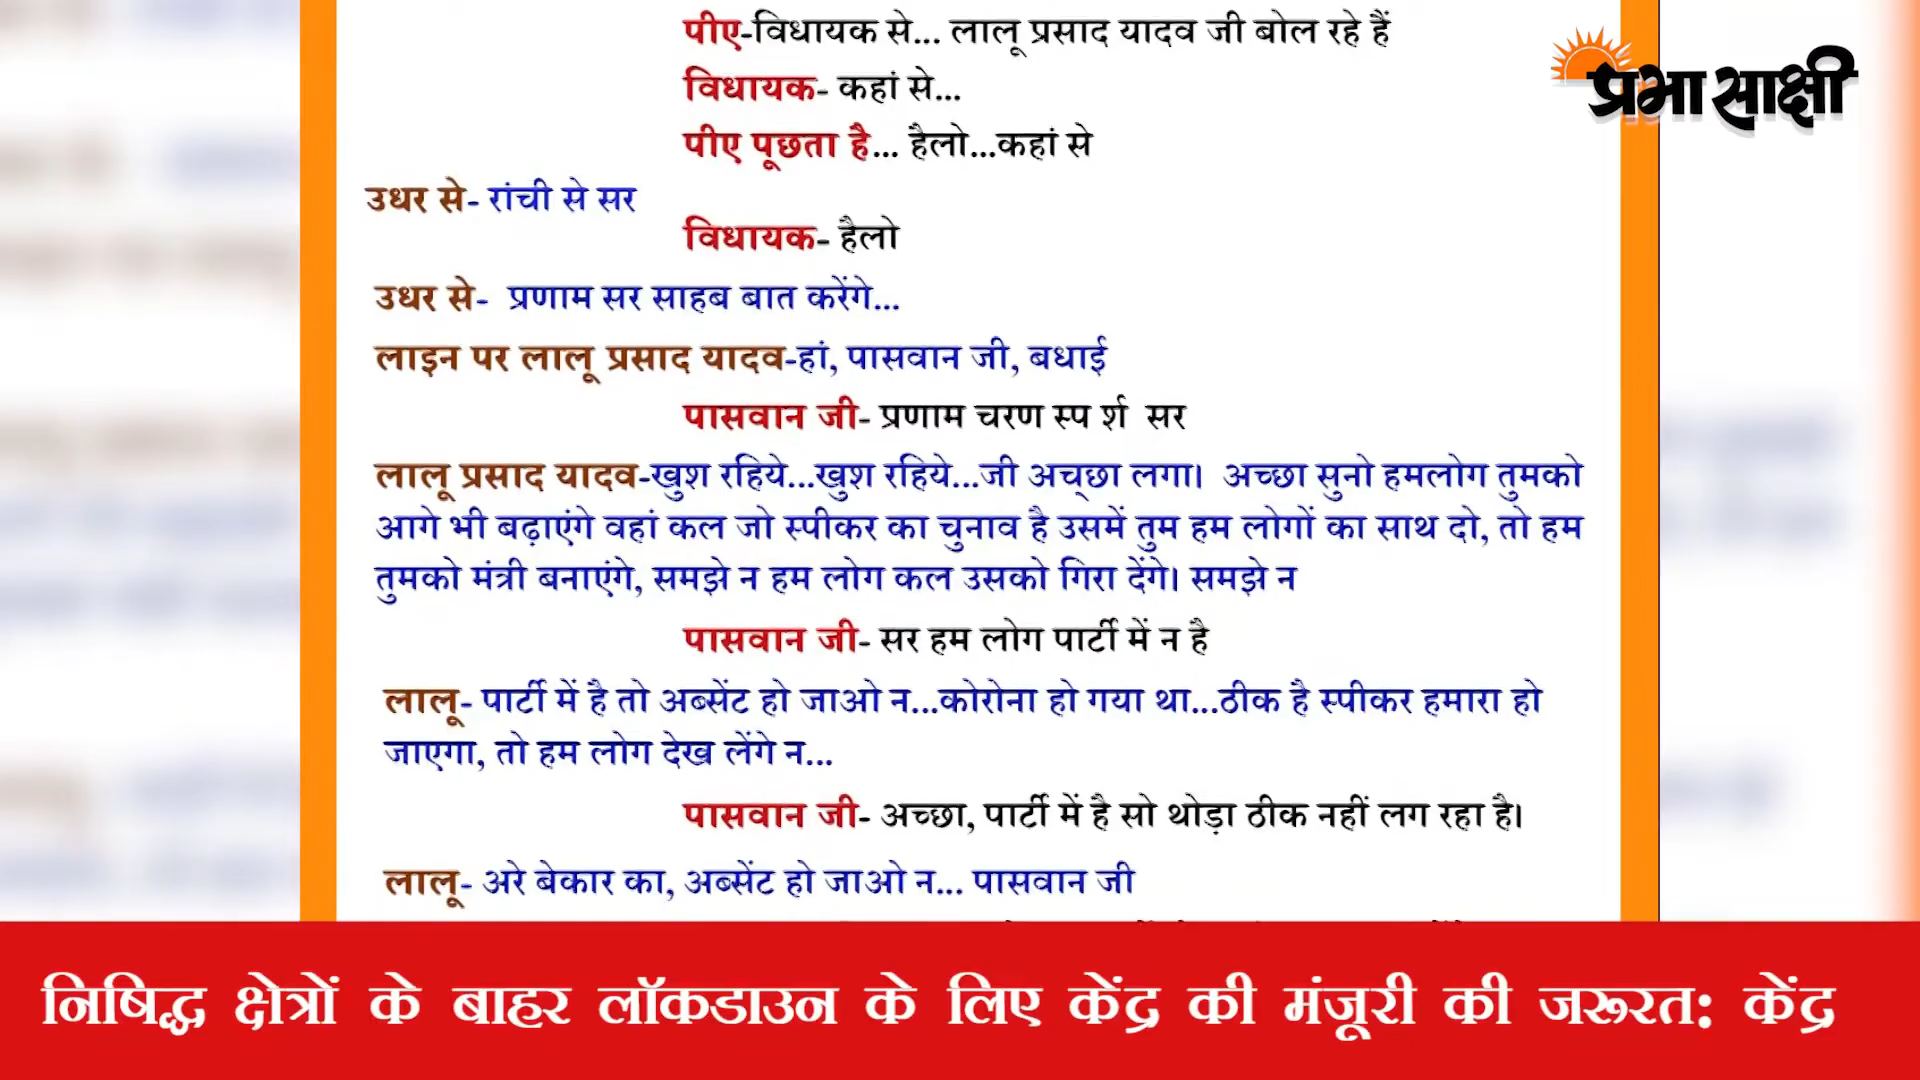 पीए-विधायक से... लालू प्रसाद यादव जी बोल रहे हैं
प्रभासाक्षी
विधायक- कहां से...
पीए पूछता है... हैलो...कहां से
उधर से- रांची से सर
विधायक- हैलो
उधर से- प्रणाम सर साहब बात करेंगे...
लाइन पर लालू प्रसाद यादव-हां, पासवान जी, बधाई
पासवान जी- प्रणाम चरण स्प र्श सर
लालू प्रसाद यादव-खुश रहिये...खुश रहिये...जी अच्छा लगा। अच्छा सुनो हमलोग तुमको
आगे भी बढ़ाएंगे वहां कल जो स्पीकर का चुनाव है उसमें तुम हम लोगों का साथ दो, तो हम
तुमको मंत्री बनाएंगे, समझे न हम लोग कल उसको गिरा देंगे। समझे न
पासवान जी- सर हम लोग पार्टी में न है
लालू- पार्टी में है तो अब्सेंट हो जाओ न...कोरोना हो गया था...ठीक है स्पीकर हमारा हो
जाएगा, तो हम लोग देख लेंगे न...
पासवान जी- अच्छा, पार्टी में है सो थोड़ा ठीक नहीं लग रहा है।
लालू- अरे बेकार का, अब्सेंट हो जाओ न... पासवान जी
निषिद्ध क्षेत्रों के बाहर लॉकडाउन के लिए केंद्र की मंजूरी की जरूरत: केंद्र